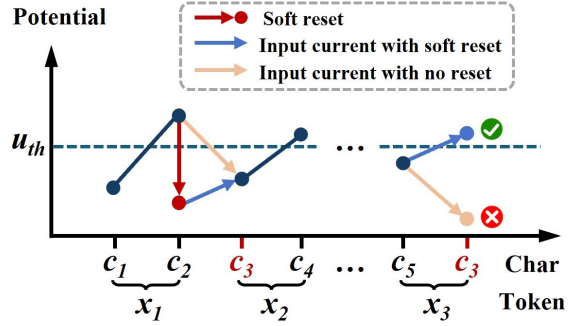 Potential
Soft reset
Input current with soft reset
Input current with no reset
u_th
...
c_1 c_2 c_3 c_4 ... c_5 c_3 Char
x_1 x_2 x_3 Token